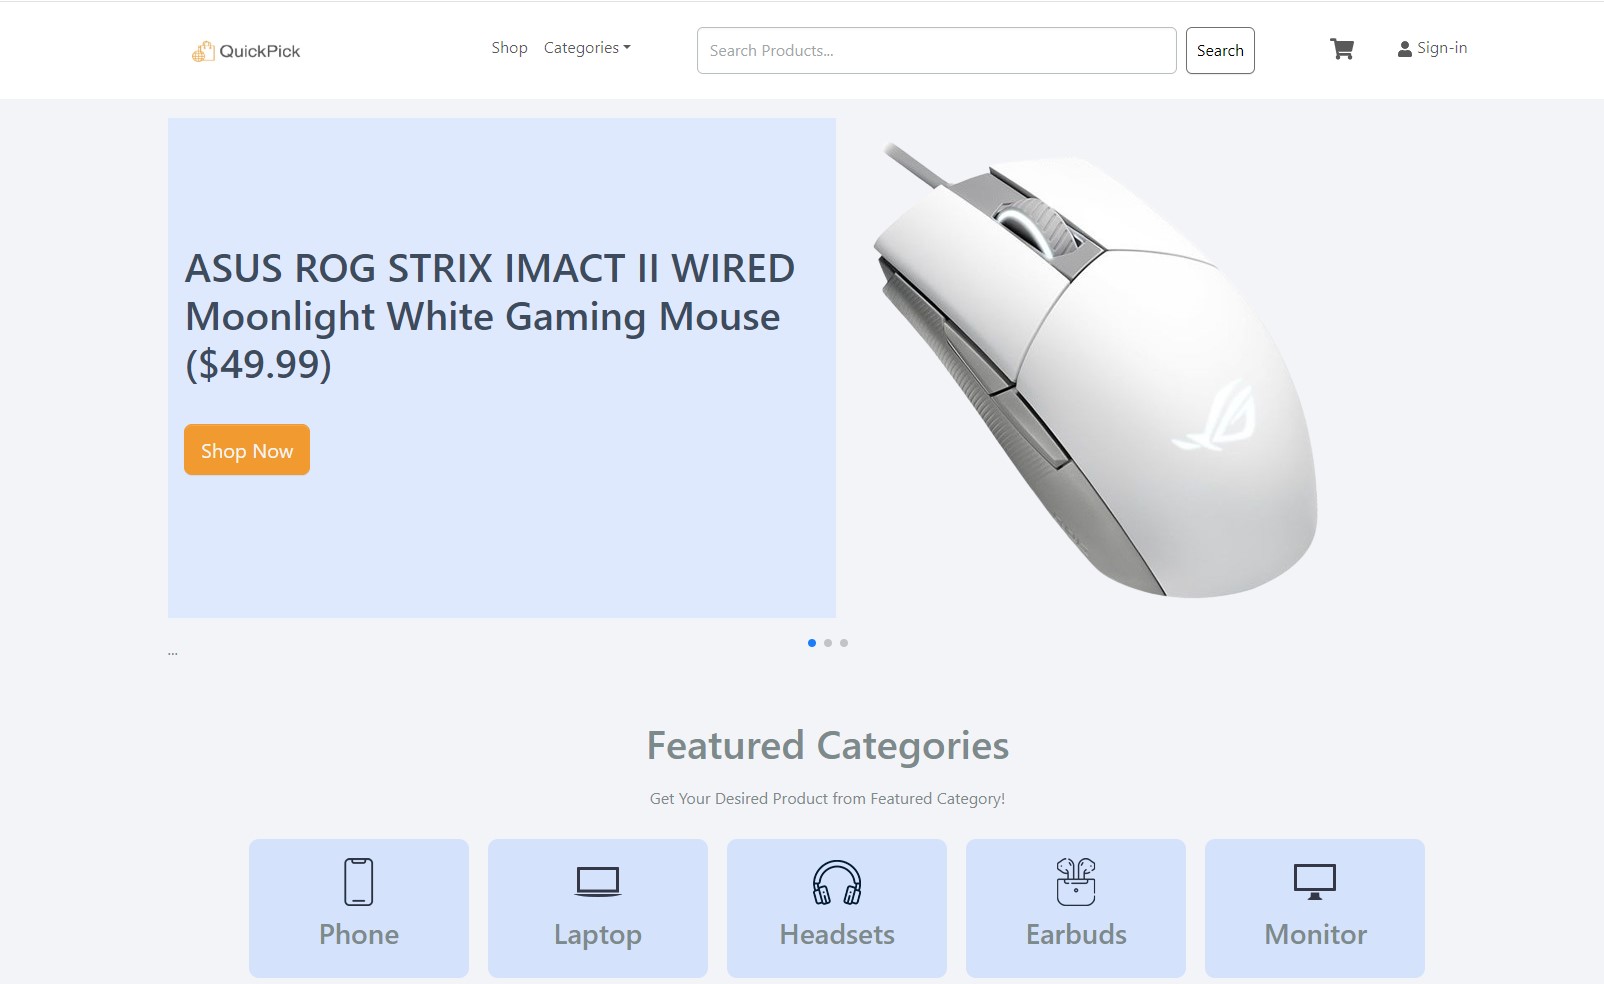 QuickPick
Shop
Categories
Search Products...
Search
Sign-in
ASUS ROG STRIX IMACT II WIRED
Moonlight White Gaming Mouse
($49.99)
Shop Now
...
Featured Categories
Get Your Desired Product from Featured Category!
Phone
Laptop
Headsets
Earbuds
Monitor